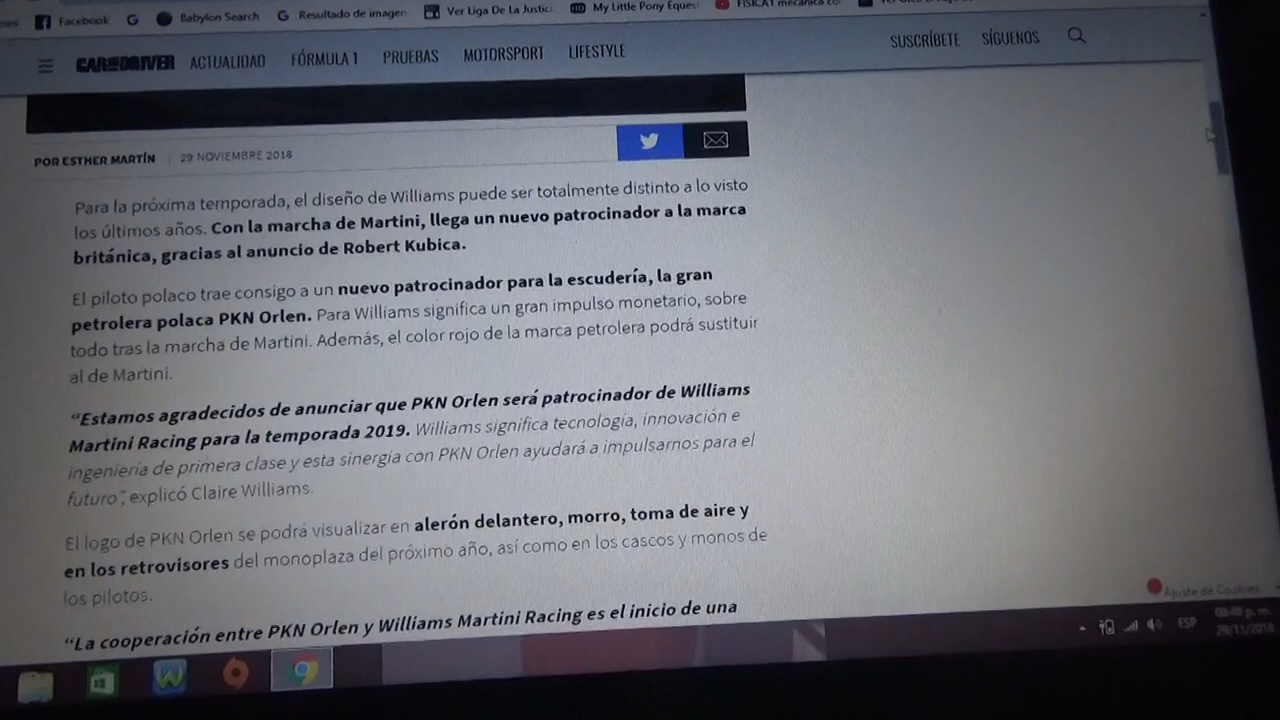 Facebook G Babylon Search Resultado de imagen Ver Liga De La Justici My Little Pony Eques FISICA1 mecánica
CAR AND DRIVER ACTUALIDAD FÓRMULA 1 PRUEBAS MOTORSPORT LIFESTYLE SUSCRÍBETE SÍGUENOS
POR ESTHER MARTÍN | 29 NOVIEMBRE 2018
Para la próxima temporada, el diseño de Williams puede ser totalmente distinto a lo visto
los últimos años. Con la marcha de Martini, llega un nuevo patrocinador a la marca
británica, gracias al anuncio de Robert Kubica.
El piloto polaco trae consigo a un nuevo patrocinador para la escudería, la gran
petrolera polaca PKN Orlen. Para Williams significa un gran impulso monetario, sobre
todo tras la marcha de Martini. Además, el color rojo de la marca petrolera podrá sustituir
al de Martini.
“Estamos agradecidos de anunciar que PKN Orlen será patrocinador de Williams
Martini Racing para la temporada 2019. Williams significa tecnología, innovación e
ingeniería de primera clase y esta sinergia con PKN Orlen ayudará a impulsarnos para el
futuro”, explicó Claire Williams.
El logo de PKN Orlen se podrá visualizar en alerón delantero, morro, toma de aire y
en los retrovisores del monoplaza del próximo año, así como en los cascos y monos de
los pilotos.
“La cooperación entre PKN Orlen y Williams Martini Racing es el inicio de una
Ajuste de Cookies
ESP
29/11/2018